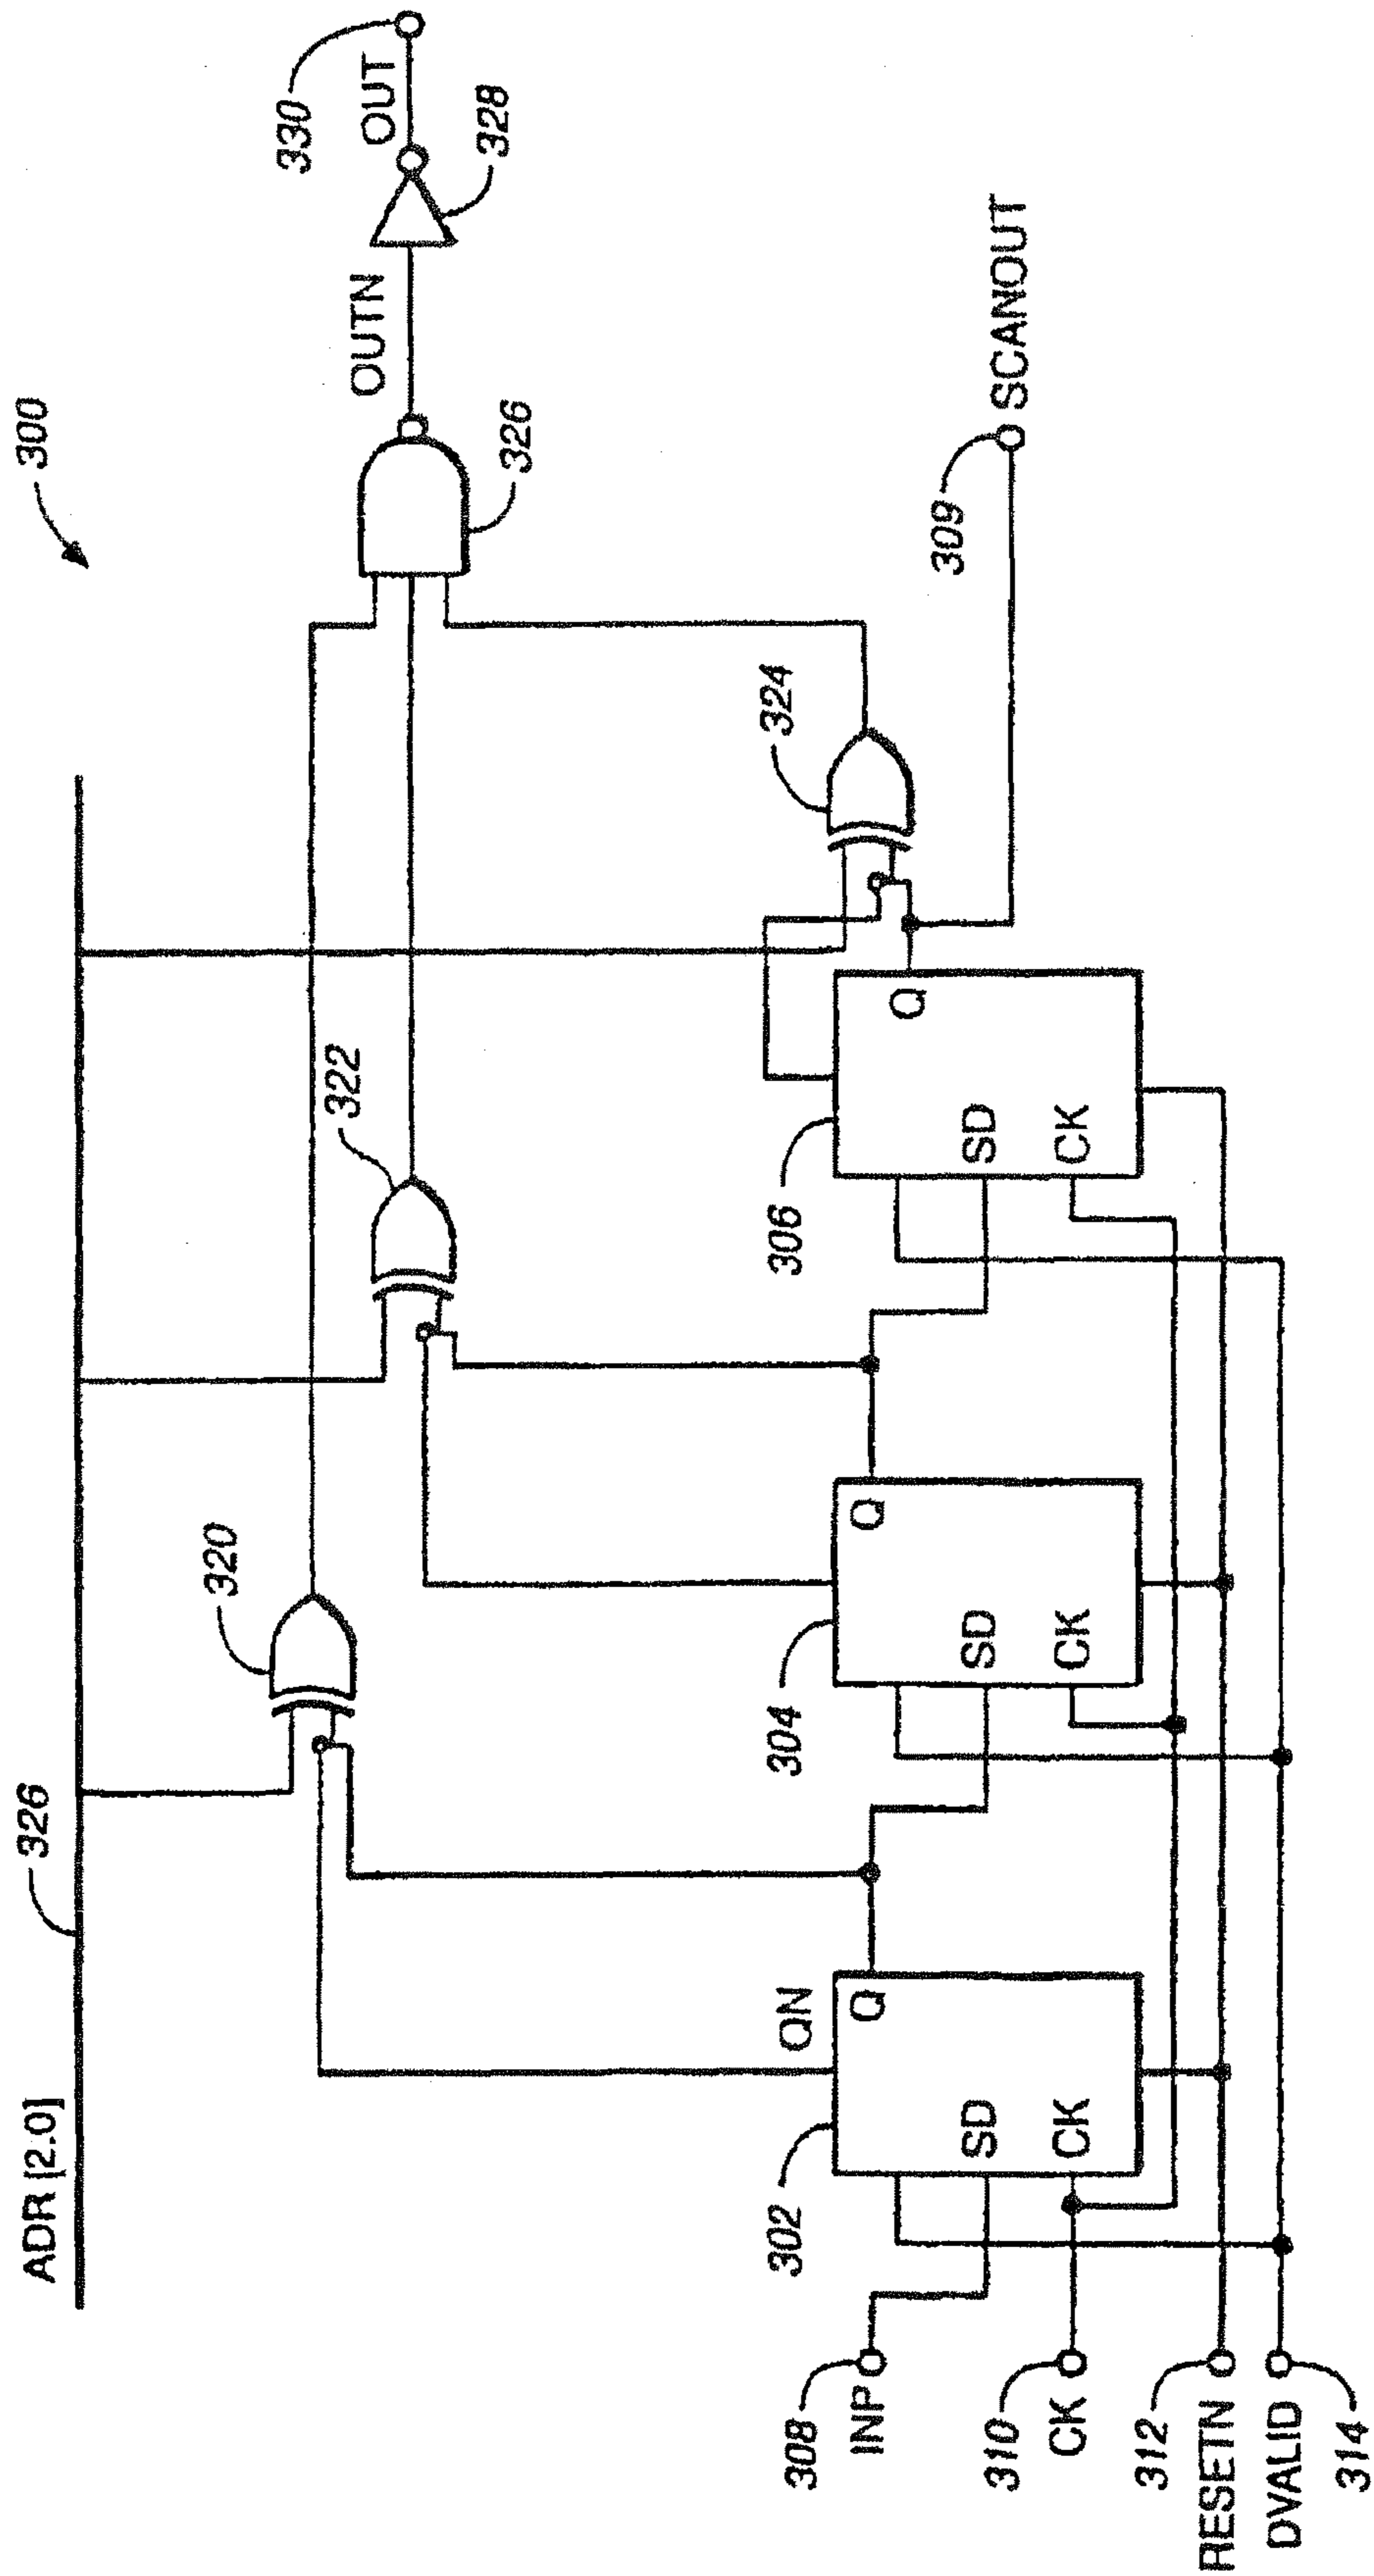 300
ADR [2.0]
326
320
322
330
OUT
OUTN
328
326
324
302
QN
Q
SD
CK
304
Q
SD
CK
306
Q
SD
CK
309
SCANOUT
308
INP
310
CK
312
RESETN
DVALID
314